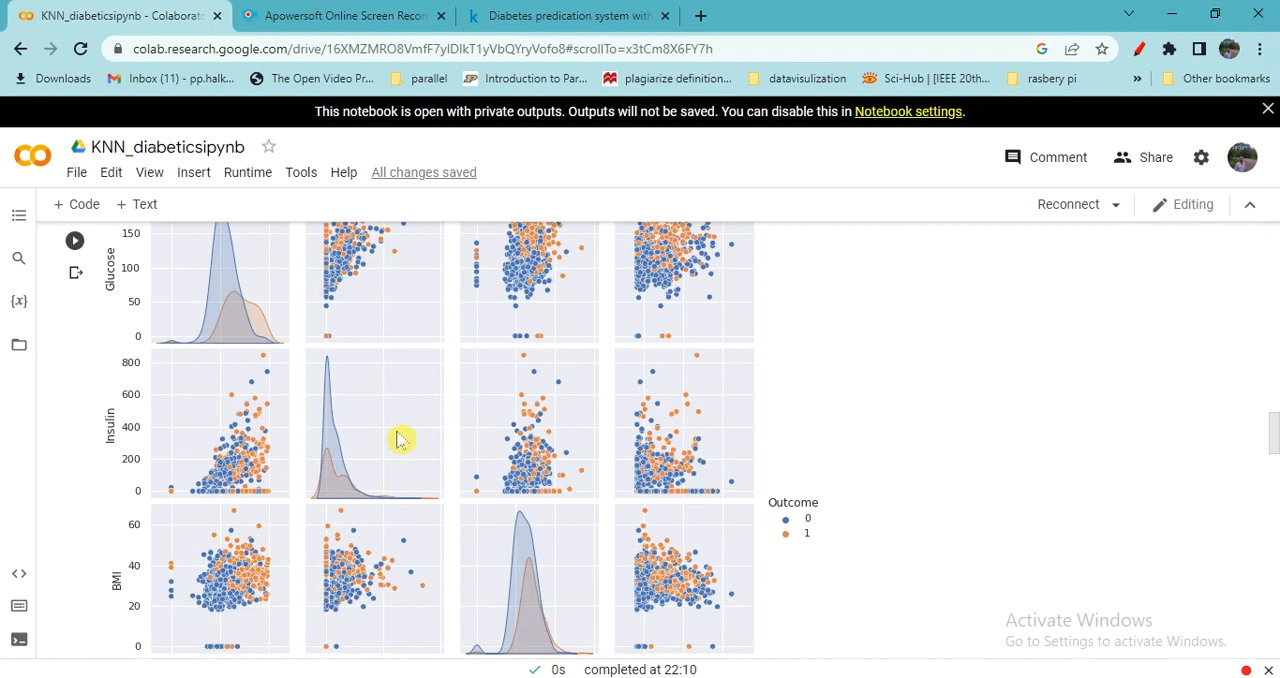 KNN_diabeticsipynb - Colaborato
Apowersoft Online Screen Recor
Diabetes predication system with
colab.research.google.com/drive/16XMZMRO8VmfF7yIDIkT1yVbQYryVofo8#scrollTo=x3tCm8X6FY7h
Downloads
Inbox (11) - pp.halk...
The Open Video Pr...
parallel
Introduction to Par...
plagiarize definition...
datavisulization
Sci-Hub | [IEEE 20th...
rasbery pi
»
Other bookmarks
This notebook is open with private outputs. Outputs will not be saved. You can disable this in Notebook settings.
KNN_diabeticsipynb
File Edit View Insert Runtime Tools Help All changes saved
Comment
Share
+ Code + Text
Reconnect
Editing
{x}
Glucose
150
100
50
0
Insulin
800
600
400
200
0
BMI
60
40
20
0
Outcome
0
1
Activate Windows
Go to Settings to activate Windows.
0s completed at 22:10